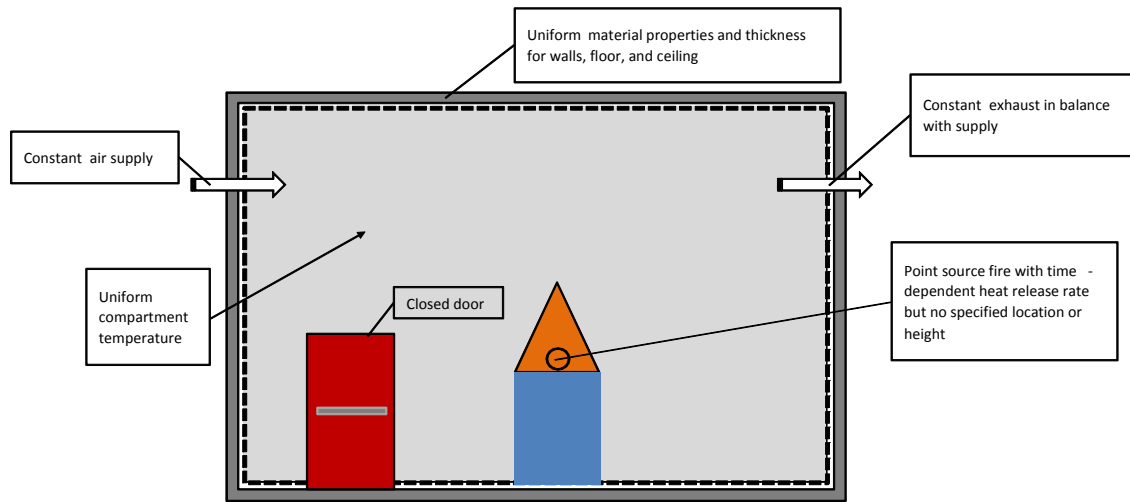 Uniform material properties and thickness
for walls, floor, and ceiling
Constant air supply
Constant exhaust in balance
with supply
Uniform
compartment
temperature
Closed door
Point source fire with time -
dependent heat release rate
but no specified location or
height